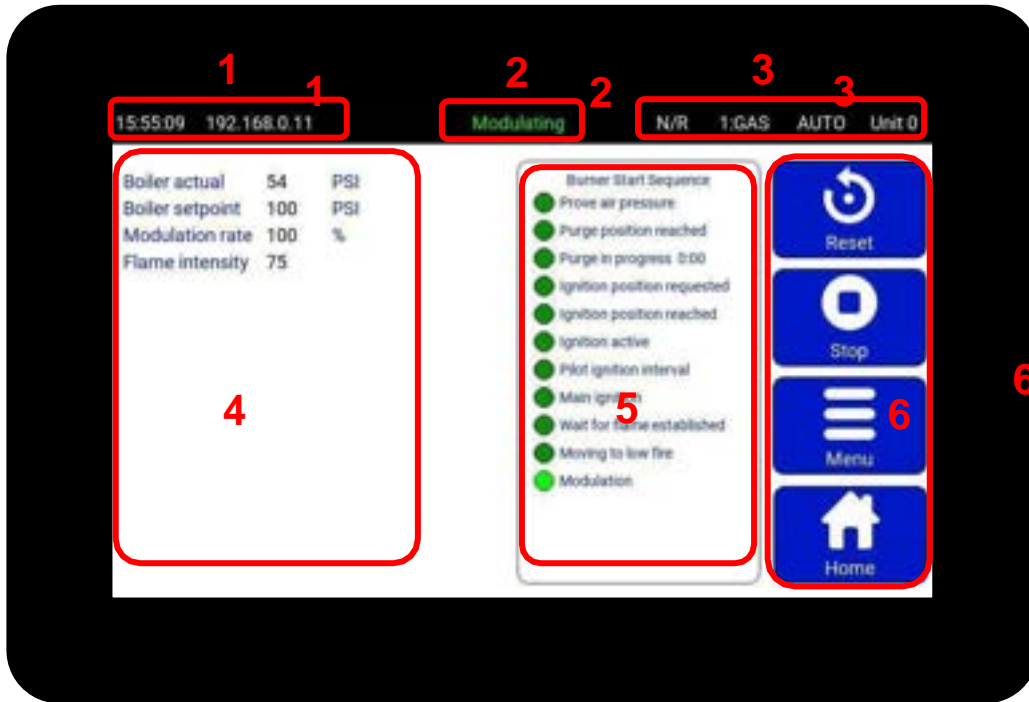 1 2 3
1 2 3
15:55:09 192.168.0.11 Modulating N/R 1:GAS AUTO Unit 0
Boiler actual 54 PSI
Boiler setpoint 100 PSI
Modulation rate 100 %
Flame intensity 75
4
Burner Start Sequence
Prove air pressure
Purge position reached
Purge in progress 0:00
Ignition position requested
Ignition position reached
Ignition active
Pilot ignition interval
Main ignition
5
Wait for flame established
Moving to low fire
Modulation
Reset
Stop
6 6
Menu
Home